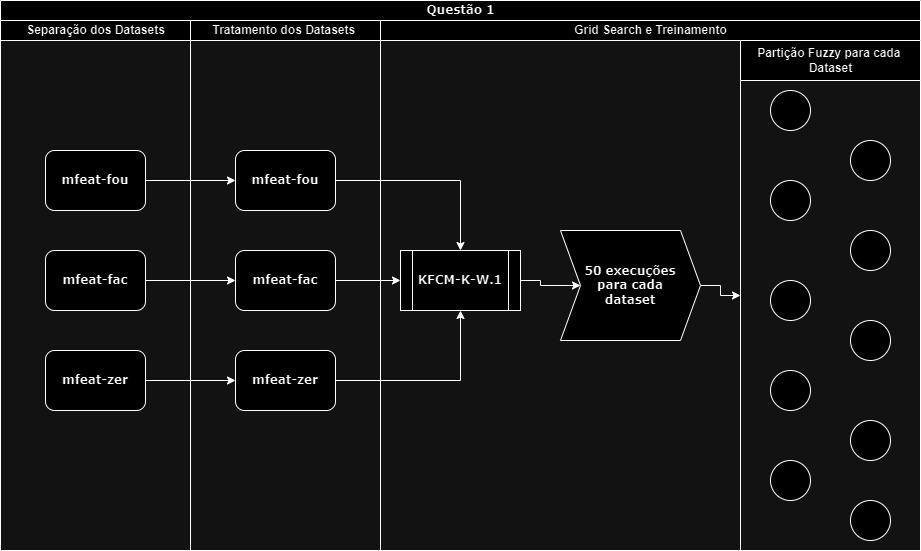 Questão 1
Separação dos Datasets
Tratamento dos Datasets
Grid Search e Treinamento
Partição Fuzzy para cada
Dataset
mfeat-fou
mfeat-fou
mfeat-fac
mfeat-fac
KFCM-K-W.1
50 execuções
para cada
dataset
mfeat-zer
mfeat-zer